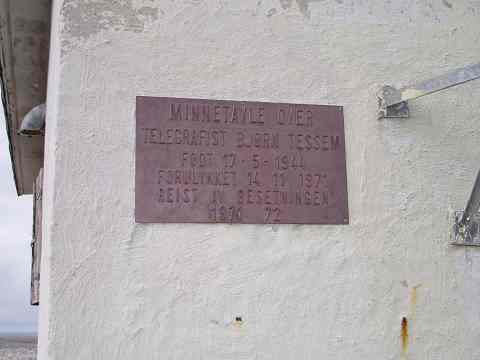 MINNETAVLE OVER
TELEGRAFIST BJØRN TESSEM
FØDT 17-5-1944
FORULYKKET 14 11 1971
REIST AV BESETNINGEN
1971 72